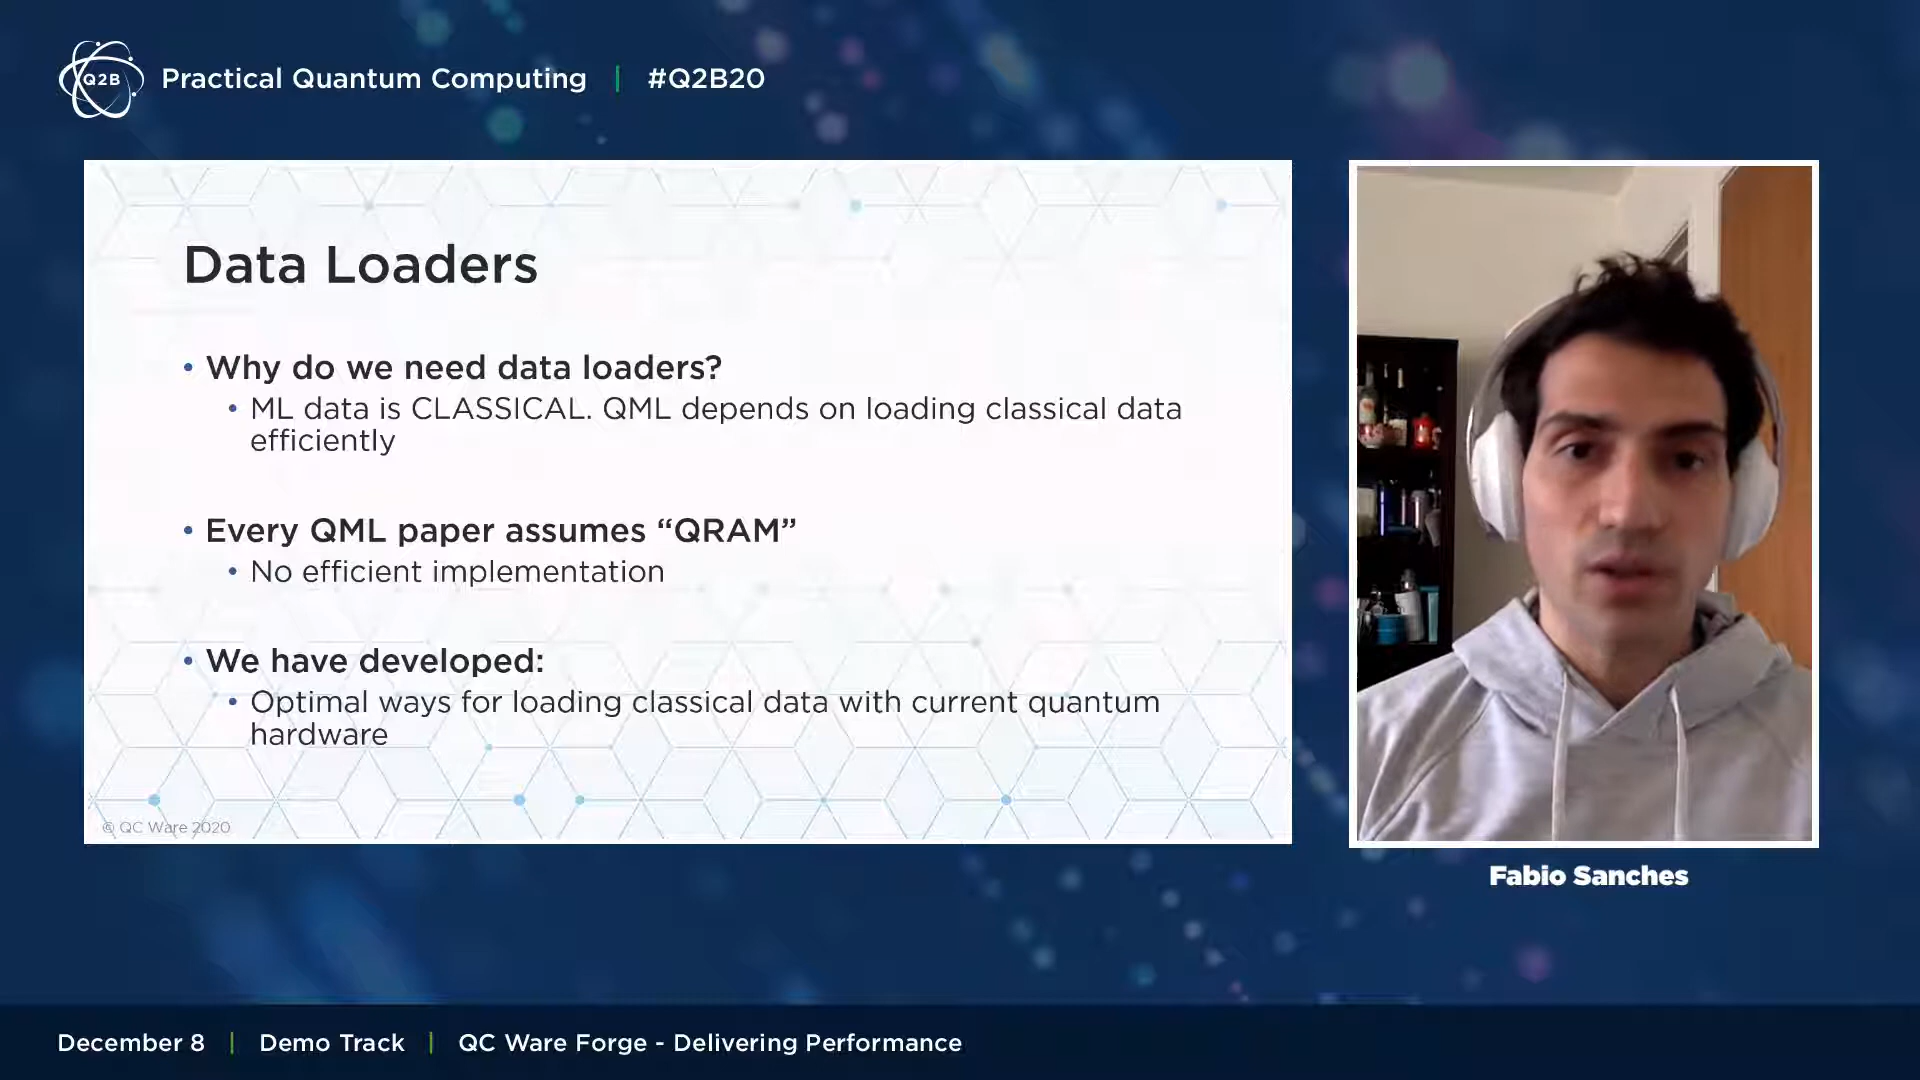 Q2B
Practical Quantum Computing | #Q2B20
Data Loaders
• Why do we need data loaders?
• ML data is CLASSICAL. QML depends on loading classical data
efficiently
• Every QML paper assumes “QRAM”
• No efficient implementation
• We have developed:
• Optimal ways for loading classical data with current quantum
hardware
© QC Ware 2020
Fabio Sanches
December 8 | Demo Track | QC Ware Forge - Delivering Performance